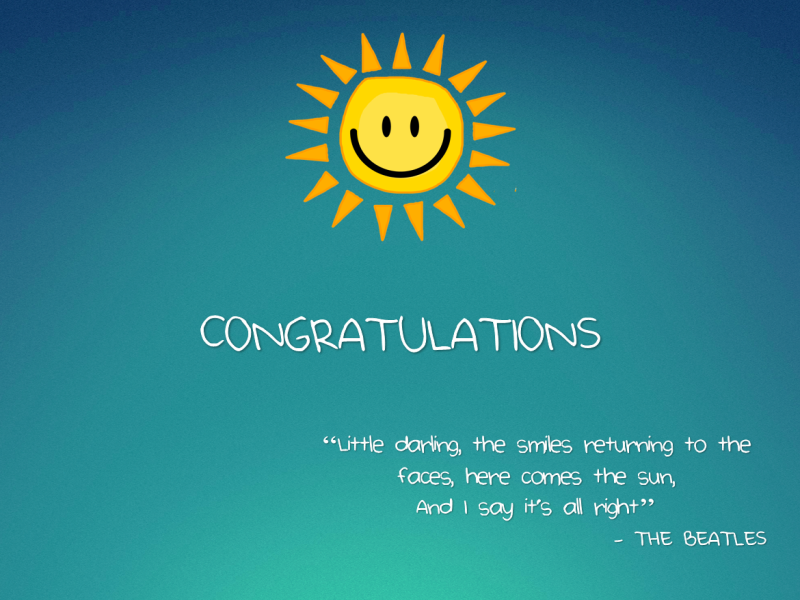 CONGRATULATIONS
“Little darling, the smiles returning to the
faces, here comes the sun,
And I say it’s all right”
- THE BEATLES